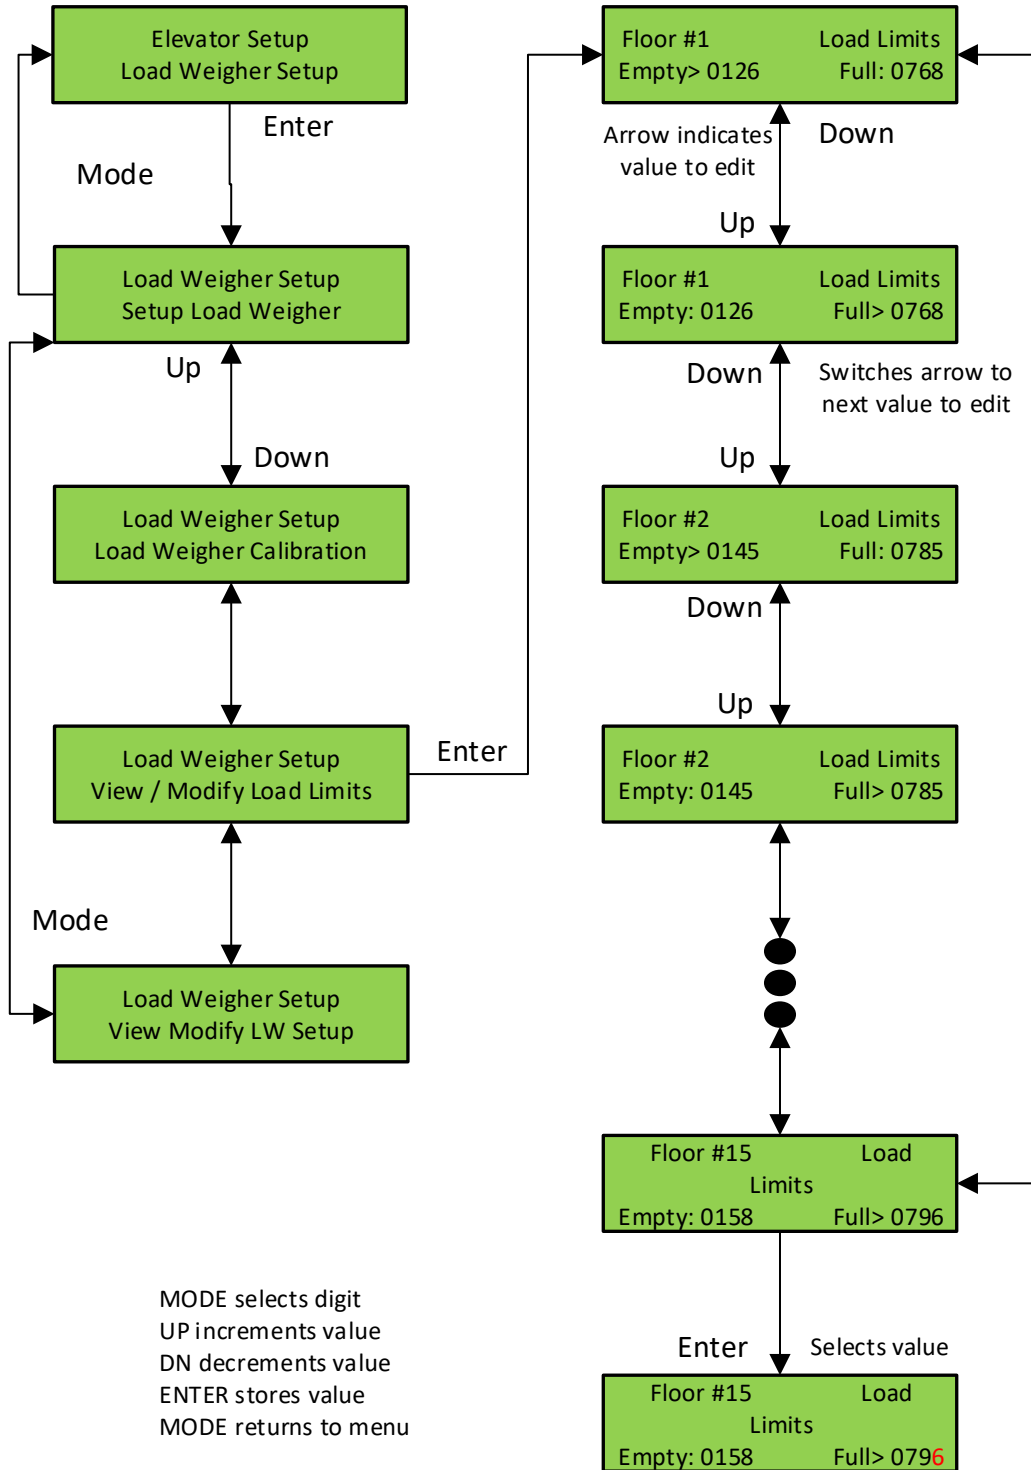 Elevator Setup
Load Weigher Setup
Enter
Mode
Load Weigher Setup
Setup Load Weigher
Up
Down
Load Weigher Setup
Load Weigher Calibration
Load Weigher Setup
View / Modify Load Limits
Enter
Mode
Load Weigher Setup
View Modify LW Setup
MODE selects digit
UP increments value
DN decrements value
ENTER stores value
MODE returns to menu
Floor #1 Load Limits
Empty> 0126 Full: 0768
Arrow indicates
value to edit
Down
Up
Floor #1 Load Limits
Empty: 0126 Full> 0768
Down
Switches arrow to
next value to edit
Up
Floor #2 Load Limits
Empty> 0145 Full: 0785
Down
Up
Floor #2 Load Limits
Empty: 0145 Full> 0785
Floor #15 Load
Limits
Empty: 0158 Full> 0796
Enter
Selects value
Floor #15 Load
Limits
Empty: 0158 Full> 0796